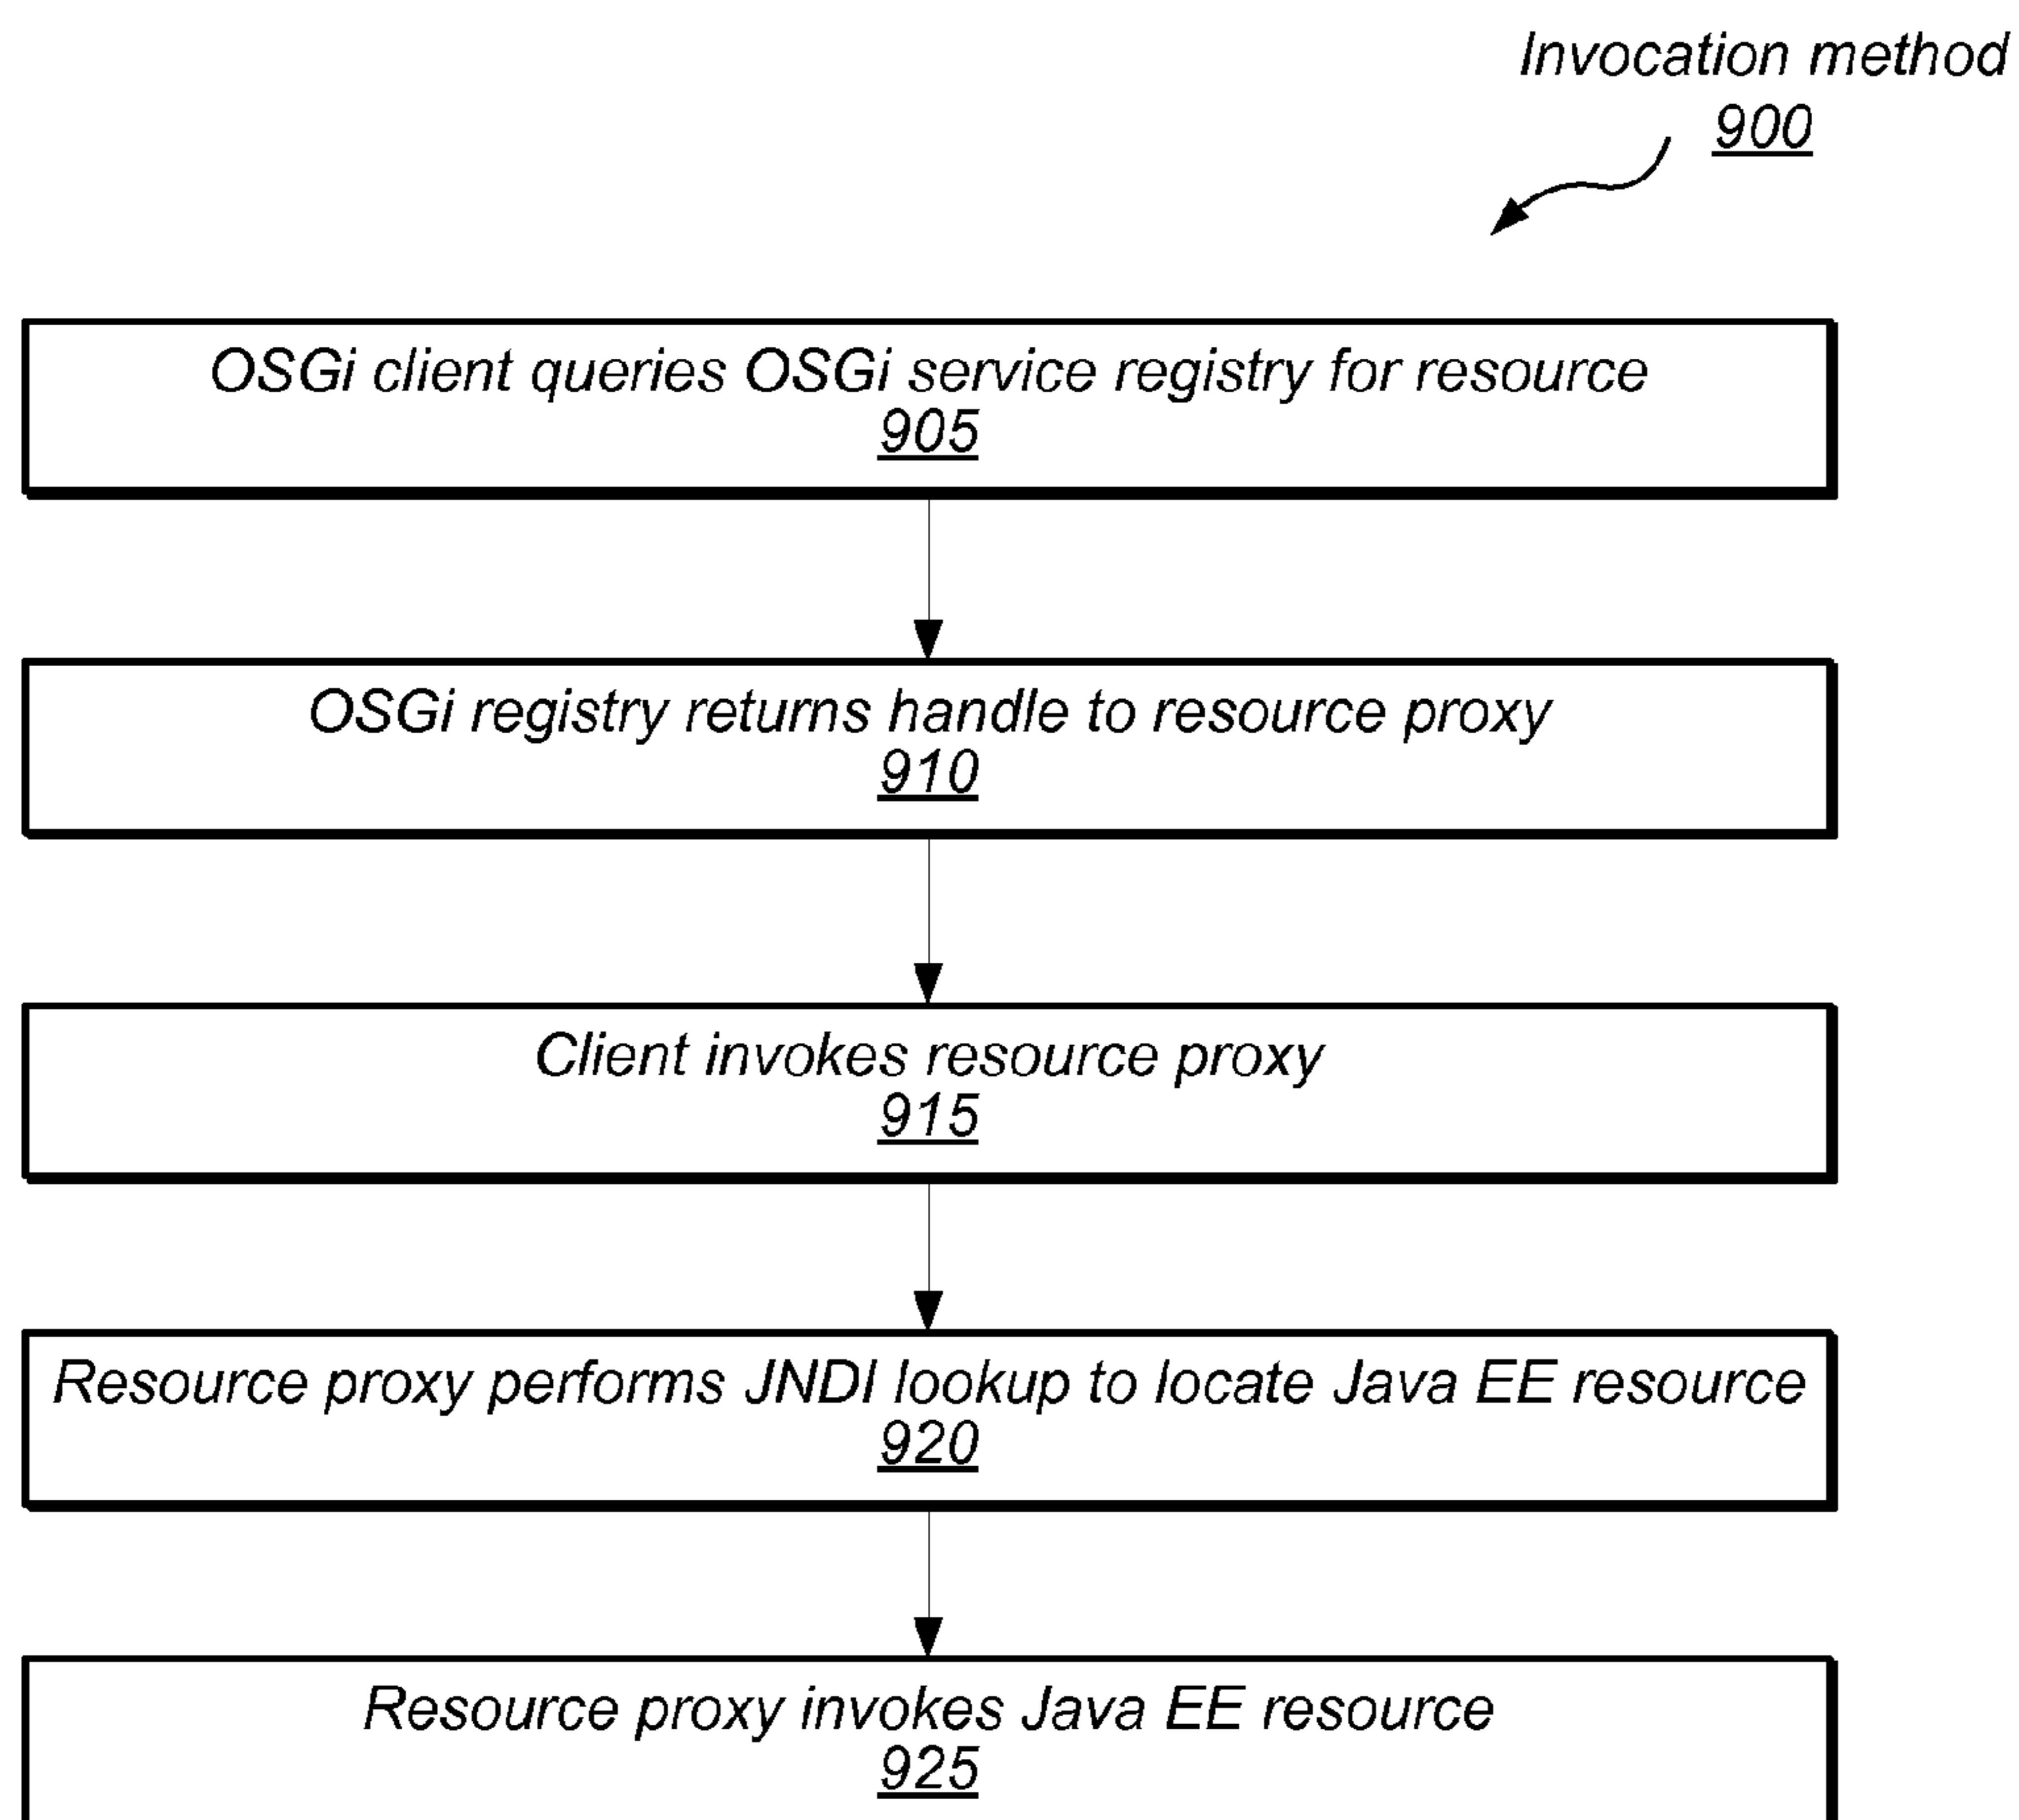 Invocation method
900
OSGi client queries OSGi service registry for resource
905
OSGi registry returns handle to resource proxy
910
Client invokes resource proxy
915
Resource proxy performs JNDI lookup to locate Java EE resource
920
Resource proxy invokes Java EE resource
925